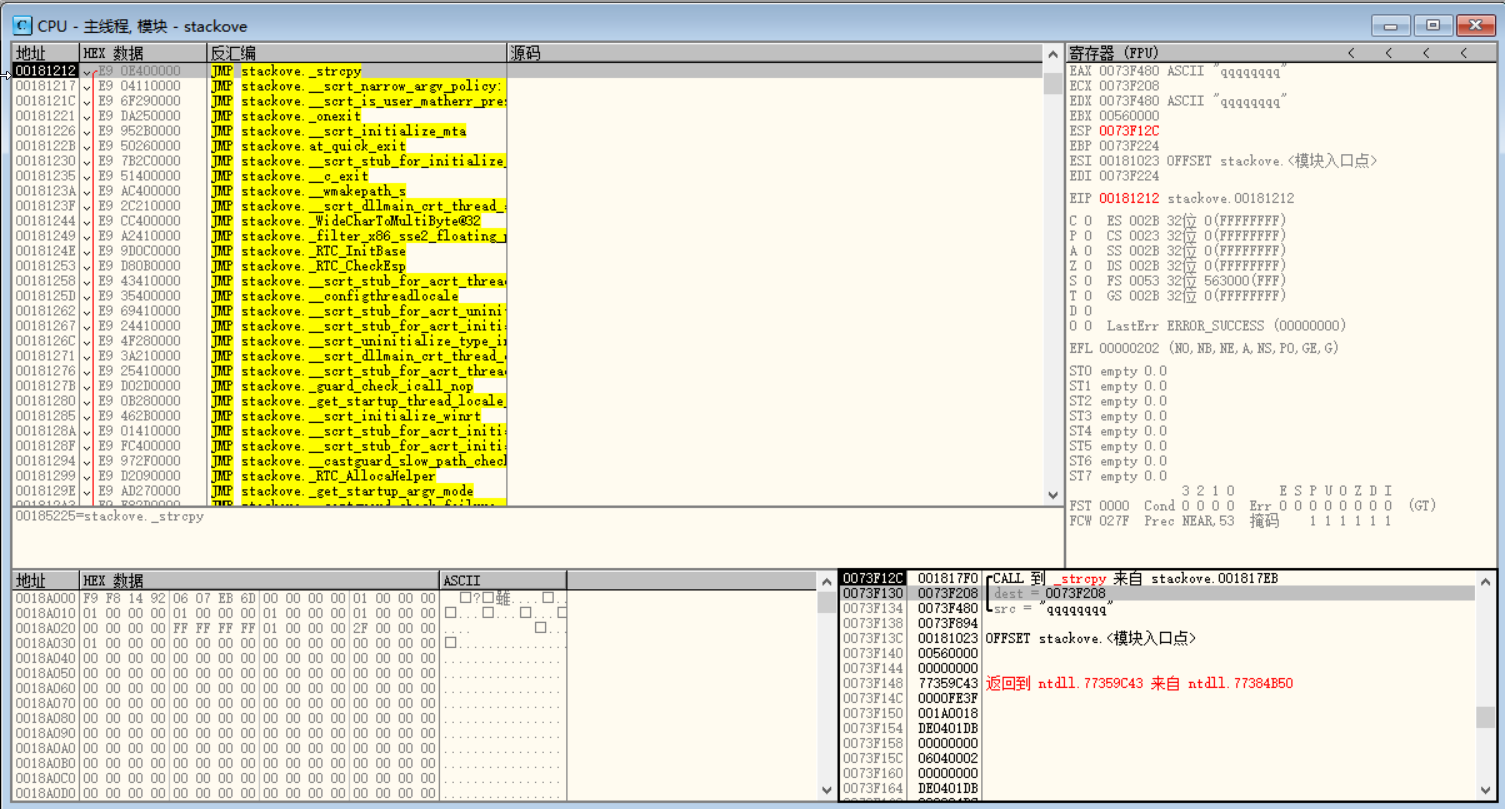 CPU - 主线程, 模块 - stackove
地址 HEX 数据 反汇编 源码
00181212 E9 0E400000 JMP stackove._strcpy
00181217 E9 04110000 JMP stackove.__scrt_narrow_argv_policy:
0018121C E9 6F290000 JMP stackove.__scrt_is_user_matherr_pre
00181221 E9 DA250000 JMP stackove._onexit
00181226 E9 952B0000 JMP stackove.__scrt_initialize_mta
0018122B E9 50260000 JMP stackove.at_quick_exit
00181230 E9 7B2C0000 JMP stackove.__scrt_stub_for_initialize_
00181235 E9 51400000 JMP stackove.__c_exit
0018123A E9 AC400000 JMP stackove.__wmakepath_s
0018123F E9 2C210000 JMP stackove.__scrt_dllmain_crt_thread_
00181244 E9 CC400000 JMP stackove._WideCharToMultiByte@32
00181249 E9 A2410000 JMP stackove._filter_x86_sse2_floating_
0018124E E9 9D0C0000 JMP stackove._RTC_InitBase
00181253 E9 D80B0000 JMP stackove._RTC_CheckEsp
00181258 E9 43410000 JMP stackove.__scrt_stub_for_acrt_threa
0018125D E9 35400000 JMP stackove.__configthreadlocale
00181262 E9 69410000 JMP stackove.__scrt_stub_for_acrt_unini
00181267 E9 24410000 JMP stackove.__scrt_stub_for_acrt_initi
0018126C E9 4F280000 JMP stackove.__scrt_uninitialize_type_i
00181271 E9 3A210000 JMP stackove.__scrt_dllmain_crt_thread_
00181276 E9 25410000 JMP stackove.__scrt_stub_for_acrt_threa
0018127B E9 D02D0000 JMP stackove._guard_check_icall_nop
00181280 E9 0B280000 JMP stackove._get_startup_thread_locale_
00181285 E9 462B0000 JMP stackove.__scrt_initialize_winrt
0018128A E9 01410000 JMP stackove.__scrt_stub_for_acrt_initi
0018128F E9 FC400000 JMP stackove.__scrt_stub_for_acrt_initi
00181294 E9 972F0000 JMP stackove.__castguard_slow_path_chec
00181299 E9 D2090000 JMP stackove._RTC_AllocaHelper
0018129E E9 AD270000 JMP stackove._get_startup_argv_mode
00185225=stackove._strcpy
寄存器 (FPU) < < < <
EAX 0073F480 ASCII "qqqqqqqq"
ECX 0073F208
EDX 0073F480 ASCII "qqqqqqqq"
EBX 00560000
ESP 0073F12C
EBP 0073F224
ESI 00181023 OFFSET stackove.<模块入口点>
EDI 0073F224
EIP 00181212 stackove.00181212
C 0 ES 002B 32位 0(FFFFFFFF)
P 0 CS 0023 32位 0(FFFFFFFF)
A 0 SS 002B 32位 0(FFFFFFFF)
Z 0 DS 002B 32位 0(FFFFFFFF)
S 0 FS 0053 32位 563000(FFF)
T 0 GS 002B 32位 0(FFFFFFFF)
D 0
O 0 LastErr ERROR_SUCCESS (00000000)
EFL 00000202 (NO,NB,NE,A,NS,PO,GE,G)
ST0 empty 0.0
ST1 empty 0.0
ST2 empty 0.0
ST3 empty 0.0
ST4 empty 0.0
ST5 empty 0.0
ST6 empty 0.0
ST7 empty 0.0
3 2 1 0 E S P U O Z D I
FST 0000 Cond 0 0 0 0 Err 0 0 0 0 0 0 0 0 (GT)
FCW 027F Prec NEAR,53 掩码 1 1 1 1 1 1
地址 HEX 数据 ASCII
0018A000 F9 F8 14 92 06 07 EB 6D 00 00 00 00 01 00 00 00
0018A010 01 00 00 00 01 00 00 00 01 00 00 00 01 00 00 00
0018A020 00 00 00 00 FF FF FF FF 01 00 00 00 2F 00 00 00
0018A030 01 00 00 00 00 00 00 00 00 00 00 00 00 00 00 00
0018A040 00 00 00 00 00 00 00 00 00 00 00 00 00 00 00 00
0018A050 00 00 00 00 00 00 00 00 00 00 00 00 00 00 00 00
0018A060 00 00 00 00 00 00 00 00 00 00 00 00 00 00 00 00
0018A070 00 00 00 00 00 00 00 00 00 00 00 00 00 00 00 00
0018A080 00 00 00 00 00 00 00 00 00 00 00 00 00 00 00 00
0018A090 00 00 00 00 00 00 00 00 00 00 00 00 00 00 00 00
0018A0A0 00 00 00 00 00 00 00 00 00 00 00 00 00 00 00 00
0018A0B0 00 00 00 00 00 00 00 00 00 00 00 00 00 00 00 00
0018A0C0 00 00 00 00 00 00 00 00 00 00 00 00 00 00 00 00
0018A0D0 00 00 00 00 00 00 00 00 00 00 00 00 00 00 00 00
0073F12C 001817F0 CALL 到 _strcpy 来自 stackove.001817EB
0073F130 0073F208 dest = 0073F208
0073F134 0073F480 src = "qqqqqqqq"
0073F138 0073F894
0073F13C 00181023 OFFSET stackove.<模块入口点>
0073F140 00560000
0073F144 00000000
0073F148 77359C43 返回到 ntdll.77359C43 来自 ntdll.77384B50
0073F14C 0000FE3F
0073F150 001A0018
0073F154 DE0401DB
0073F158 00000000
0073F15C 06040002
0073F160 00000000
0073F164 DE0401DB